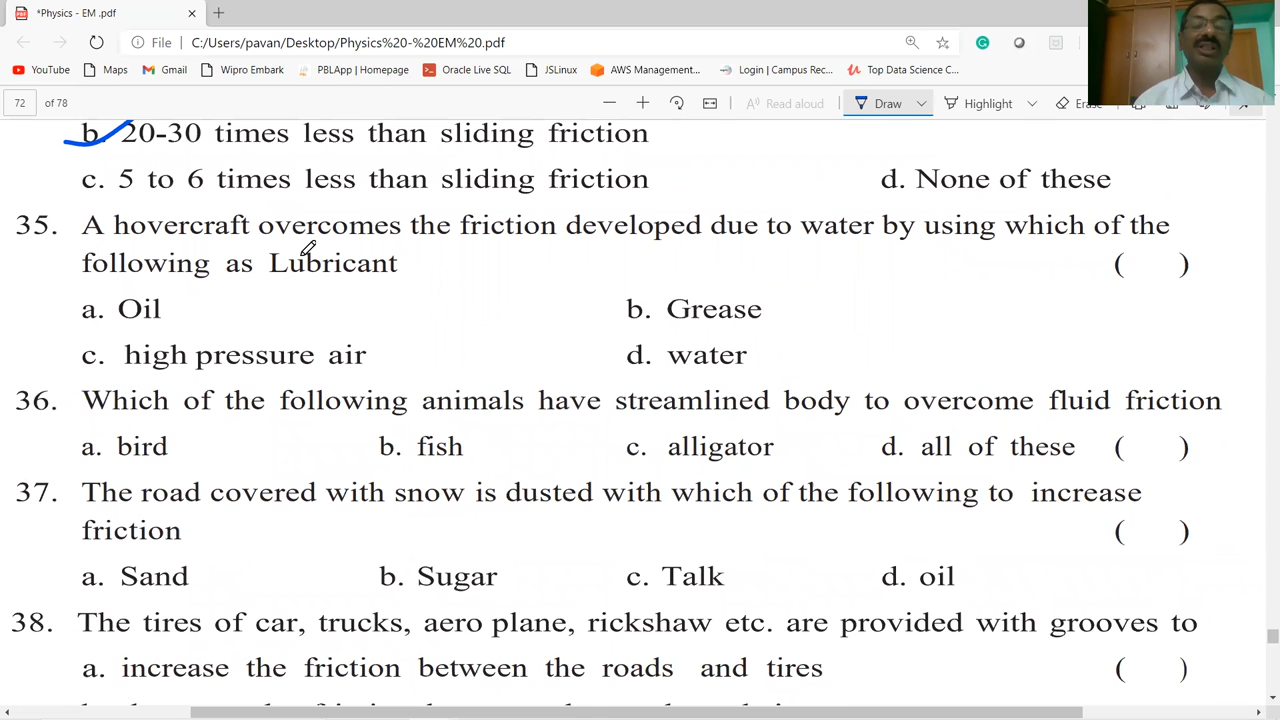 *Physics - EM .pdf
File C:/Users/pavan/Desktop/Physics%20-%20EM%20.pdf
YouTube Maps Gmail Wipro Embark PBLApp | Homepage Oracle Live SQL JSLinux AWS Management... Login | Campus Rec... Top Data Science C...
72 of 78 Read aloud Draw Highlight Erase
b. 20-30 times less than sliding friction
c. 5 to 6 times less than sliding friction d. None of these
35. A hovercraft overcomes the friction developed due to water by using which of the
following as Lubricant ( )
a. Oil b. Grease
c. high pressure air d. water
36. Which of the following animals have streamlined body to overcome fluid friction
a. bird b. fish c. alligator d. all of these ( )
37. The road covered with snow is dusted with which of the following to increase
friction ( )
a. Sand b. Sugar c. Talk d. oil
38. The tires of car, trucks, aero plane, rickshaw etc. are provided with grooves to
a. increase the friction between the roads and tires ( )